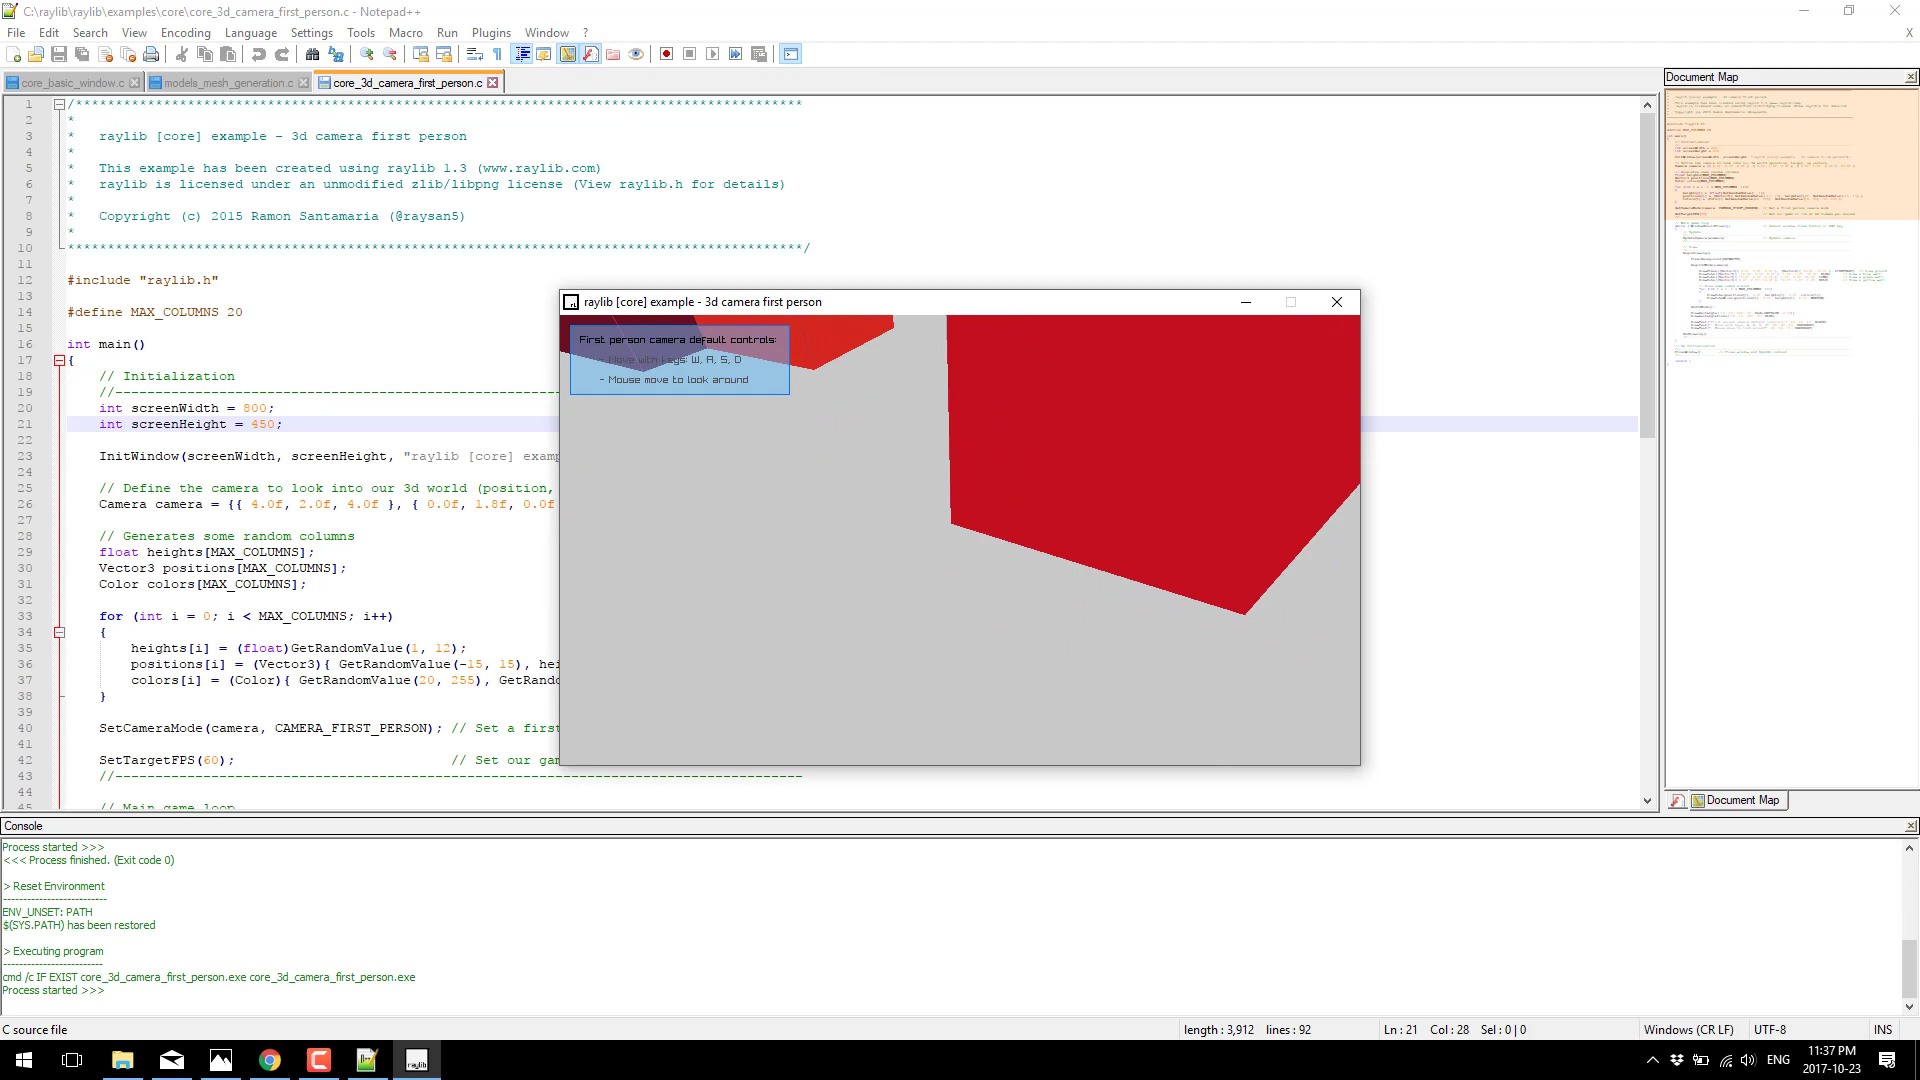 C:\raylib\raylib\examples\core\core_3d_camera_first_person.c - Notepad++
File Edit Search View Encoding Language Settings Tools Macro Run Plugins Window ? X
core_basic_window.c models_mesh_generation.c core_3d_camera_first_person.c
1 /*******************************************************************************************
2 *
3 * raylib [core] example - 3d camera first person
4 *
5 * This example has been created using raylib 1.3 (www.raylib.com)
6 * raylib is licensed under an unmodified zlib/libpng license (View raylib.h for details)
7 *
8 * Copyright (c) 2015 Ramon Santamaria (@raysan5)
9 *
10 ********************************************************************************************/
11
12 #include "raylib.h"
13
14 #define MAX_COLUMNS 20
15
16 int main()
17 {
18 // Initialization
19 //--------------------------------------------------------
20 int screenWidth = 800;
21 int screenHeight = 450;
22
23 InitWindow(screenWidth, screenHeight, "raylib [core] examp
24
25 // Define the camera to look into our 3d world (position,
26 Camera camera = {{ 4.0f, 2.0f, 4.0f }, { 0.0f, 1.8f, 0.0f
27
28 // Generates some random columns
29 float heights[MAX_COLUMNS];
30 Vector3 positions[MAX_COLUMNS];
31 Color colors[MAX_COLUMNS];
32
33 for (int i = 0; i < MAX_COLUMNS; i++)
34 {
35 heights[i] = (float)GetRandomValue(1, 12);
36 positions[i] = (Vector3){ GetRandomValue(-15, 15), hei
37 colors[i] = (Color){ GetRandomValue(20, 255), GetRando
38 }
39
40 SetCameraMode(camera, CAMERA_FIRST_PERSON); // Set a first
41
42 SetTargetFPS(60); // Set our gam
43 //--------------------------------------------------------------------------------------
44
45 // Main game loop
raylib [core] example - 3d camera first person
First person camera default controls:
- Move with keys: W, A, S, D
- Mouse move to look around
Document Map
Document Map
Console
Process started >>>
<<< Process finished. (Exit code 0)
> Reset Environment
--------------------------
ENV_UNSET: PATH
$(SYS.PATH) has been restored
> Executing program
-------------------------
cmd /c IF EXIST core_3d_camera_first_person.exe core_3d_camera_first_person.exe
Process started >>>
C source file length : 3,912 lines : 92 Ln : 21 Col : 28 Sel : 0 | 0 Windows (CR LF) UTF-8 INS
raylib
ENG
11:37 PM
2017-10-23